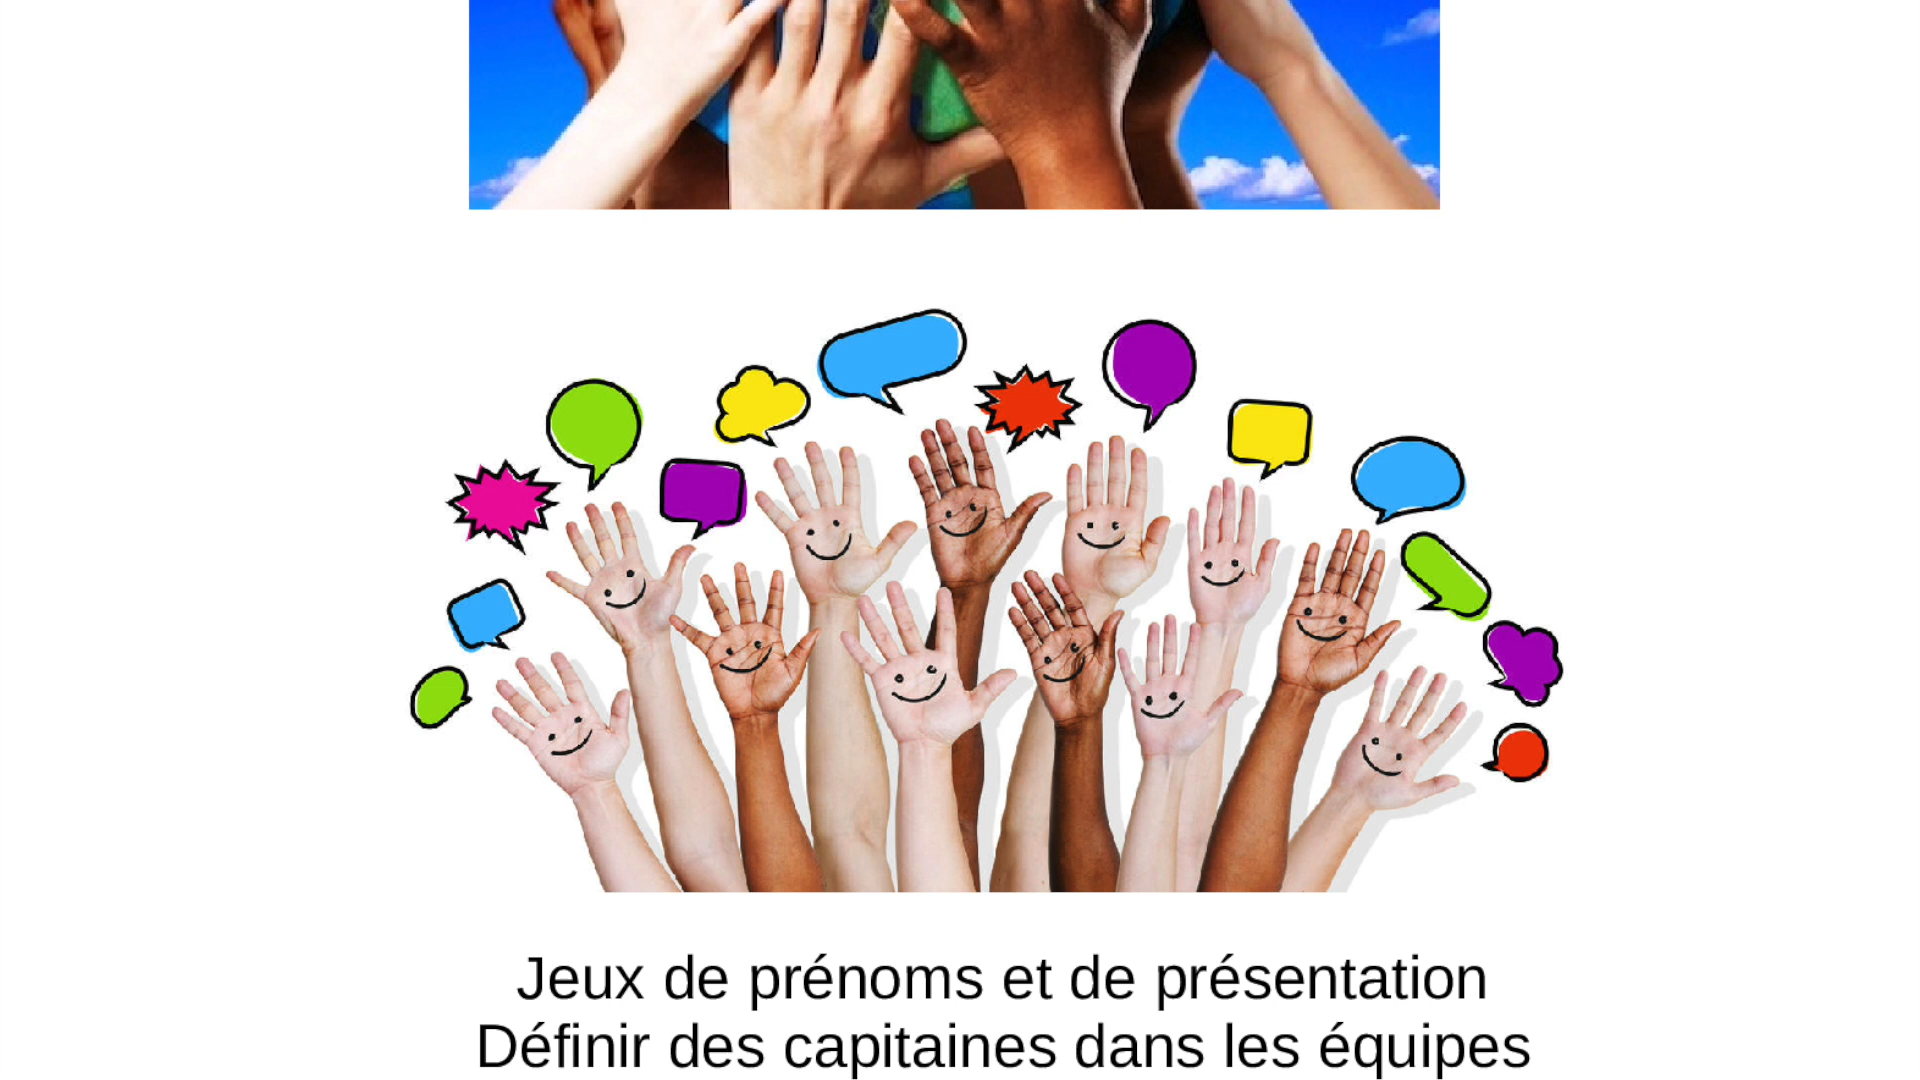 Jeux de prénoms et de présentation
Définir des capitaines dans les équipes